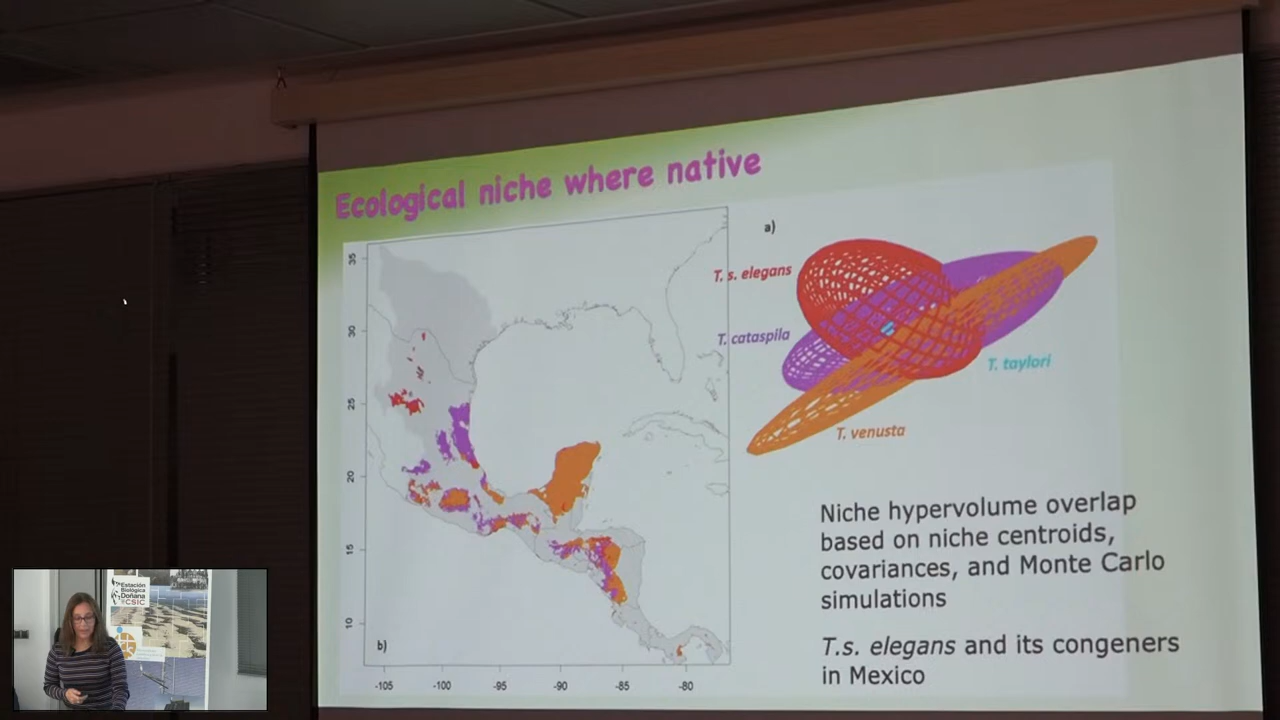 Ecological niche where native
a)
T. s. elegans
T. cataspila
T. taylori
T. venusta
35
30
25
20
15
10
b)
-105
-100
-95
-90
-85
-80
Niche hypervolume overlap
based on niche centroids,
covariances, and Monte Carlo
simulations
T.s. elegans and its congeners
in Mexico
Estación
Biológica
Doñana
CSIC